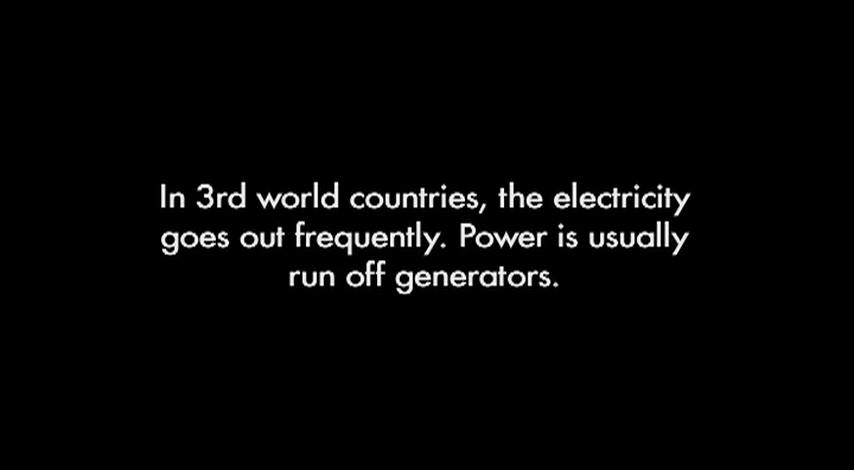 In 3rd world countries, the electricity
goes out frequently. Power is usually
run off generators.